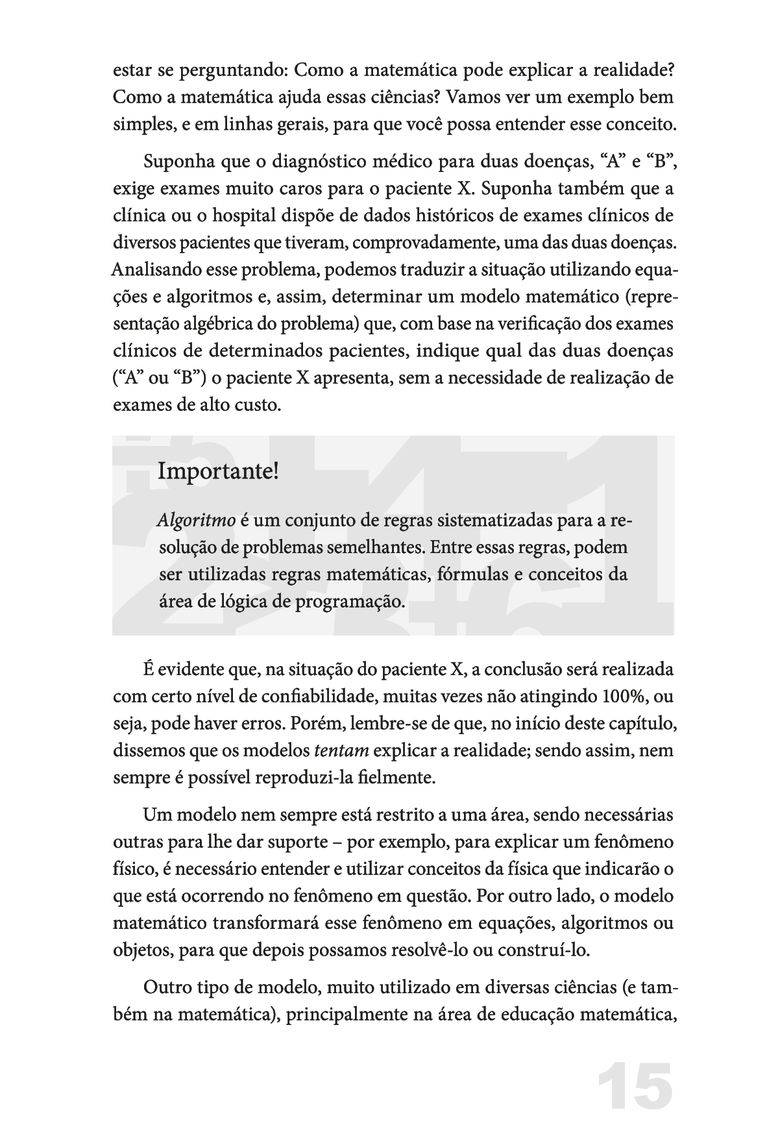 estar se perguntando: Como a matemática pode explicar a realidade?
Como a matemática ajuda essas ciências? Vamos ver um exemplo bem
simples, e em linhas gerais, para que você possa entender esse conceito.
Suponha que o diagnóstico médico para duas doenças, “A” e “B”,
exige exames muito caros para o paciente X. Suponha também que a
clínica ou o hospital dispõe de dados históricos de exames clínicos de
diversos pacientes que tiveram, comprovadamente, uma das duas doenças.
Analisando esse problema, podemos traduzir a situação utilizando equa-
ções e algoritmos e, assim, determinar um modelo matemático (repre-
sentação algébrica do problema) que, com base na verificação dos exames
clínicos de determinados pacientes, indique qual das duas doenças
(“A” ou “B”) o paciente X apresenta, sem a necessidade de realização de
exames de alto custo.
Importante!
Algoritmo é um conjunto de regras sistematizadas para a re-
solução de problemas semelhantes. Entre essas regras, podem
ser utilizadas regras matemáticas, fórmulas e conceitos da
área de lógica de programação.
É evidente que, na situação do paciente X, a conclusão será realizada
com certo nível de confiabilidade, muitas vezes não atingindo 100%, ou
seja, pode haver erros. Porém, lembre-se de que, no início deste capítulo,
dissemos que os modelos tentam explicar a realidade; sendo assim, nem
sempre é possível reproduzi-la fielmente.
Um modelo nem sempre está restrito a uma área, sendo necessárias
outras para lhe dar suporte – por exemplo, para explicar um fenômeno
físico, é necessário entender e utilizar conceitos da física que indicarão o
que está ocorrendo no fenômeno em questão. Por outro lado, o modelo
matemático transformará esse fenômeno em equações, algoritmos ou
objetos, para que depois possamos resolvê-lo ou construí-lo.
Outro tipo de modelo, muito utilizado em diversas ciências (e tam-
bém na matemática), principalmente na área de educação matemática,
15